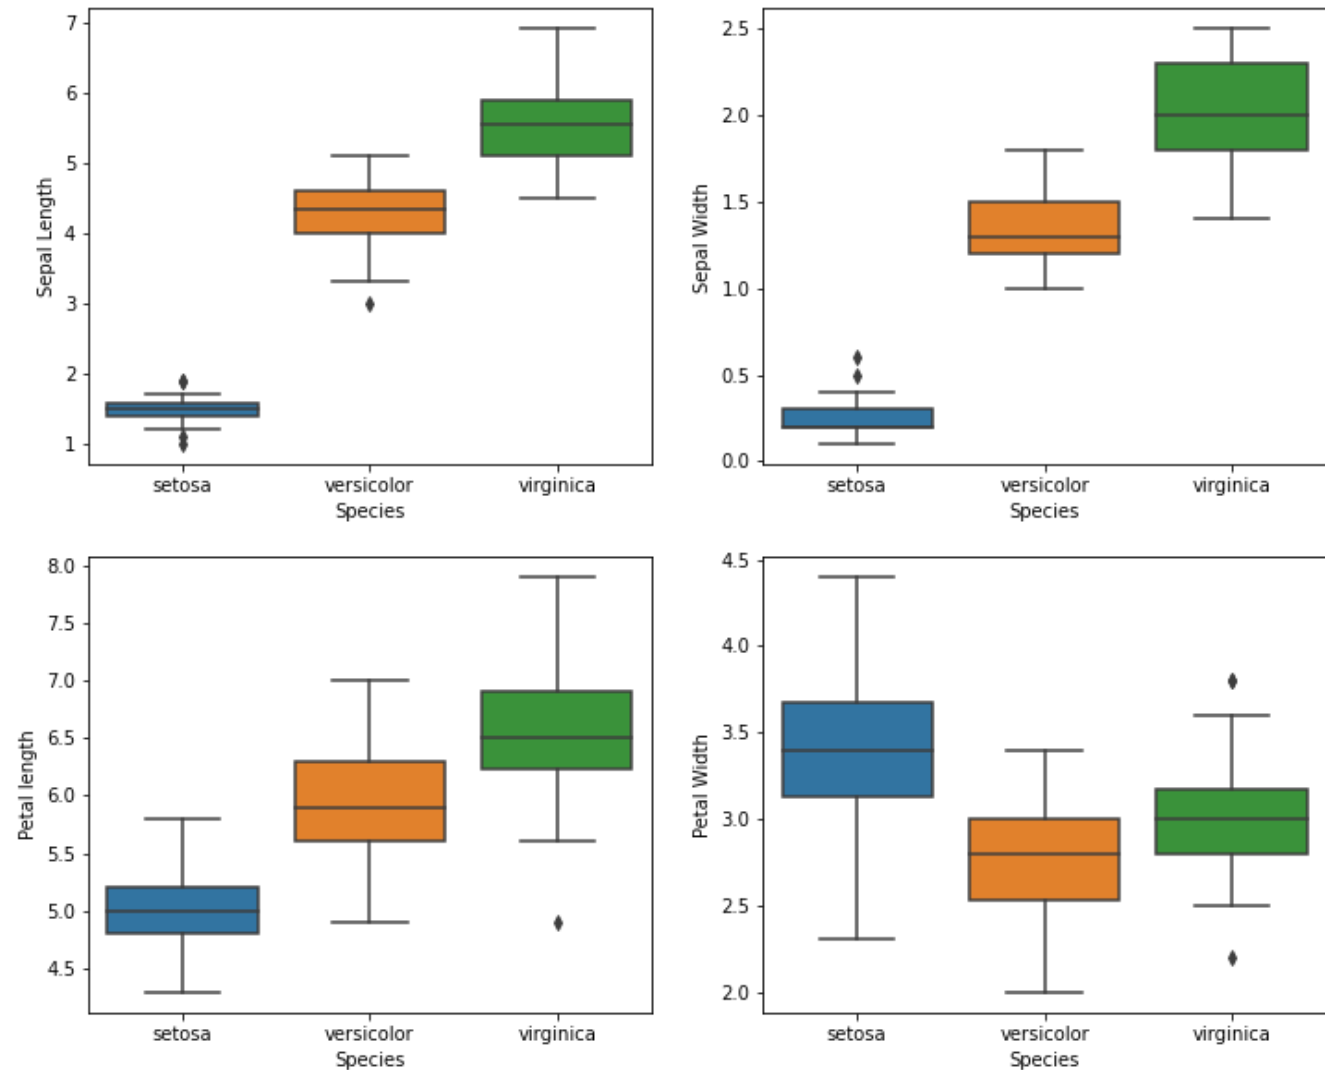 Sepal Length
7
6
5
4
3
2
1
setosa versicolor virginica
Species
Sepal Width
2.5
2.0
1.5
1.0
0.5
0.0
setosa versicolor virginica
Species
Petal length
8.0
7.5
7.0
6.5
6.0
5.5
5.0
4.5
setosa versicolor virginica
Species
Petal Width
4.5
4.0
3.5
3.0
2.5
2.0
setosa versicolor virginica
Species